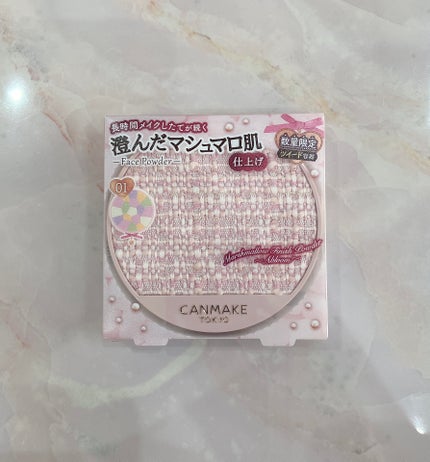 長時間メイクしたてが続く
澄んだマシュマロ肌
—Face Powder—
仕上げ
数量限定
ツイード容器
01
Marshmallow Finish Powder
~Abloom~
CANMAKE
TOKYO